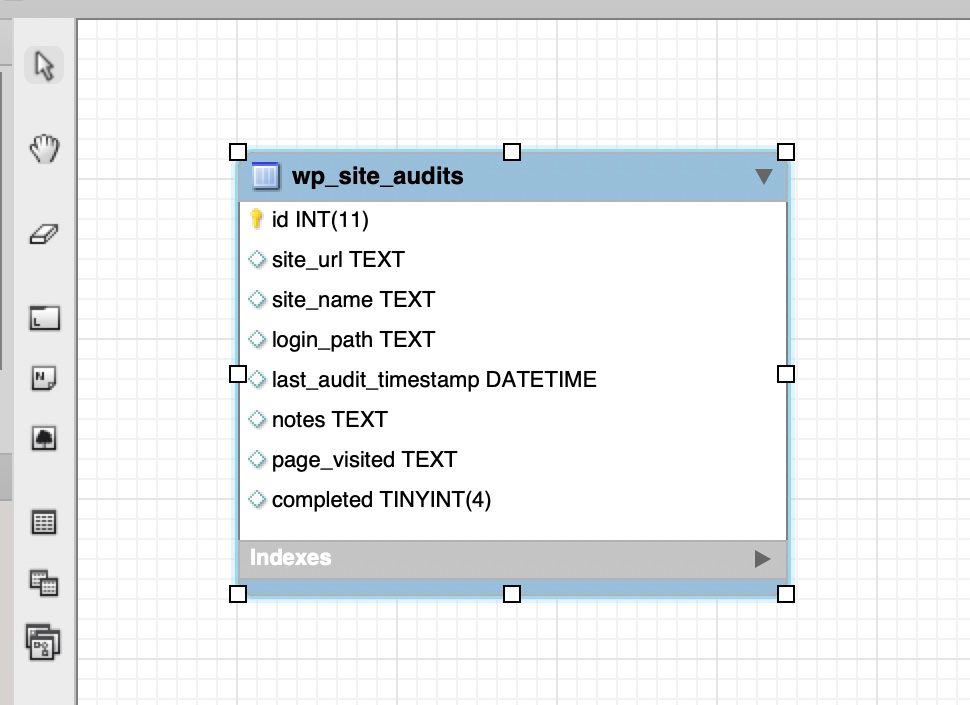 wp_site_audits
id INT(11)
site_url TEXT
site_name TEXT
login_path TEXT
last_audit_timestamp DATETIME
notes TEXT
page_visited TEXT
completed TINYINT(4)
Indexes